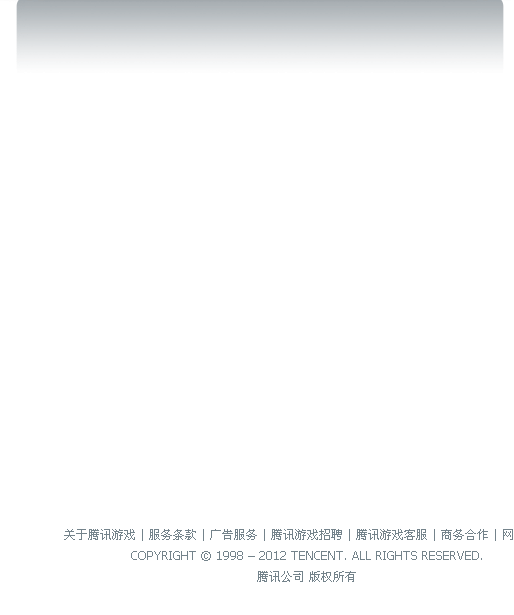 关于腾讯游戏 | 服务条款 | 广告服务 | 腾讯游戏招聘 | 腾讯游戏客服 | 商务合作 | 网
COPYRIGHT © 1998 – 2012 TENCENT. ALL RIGHTS RESERVED.
腾讯公司 版权所有